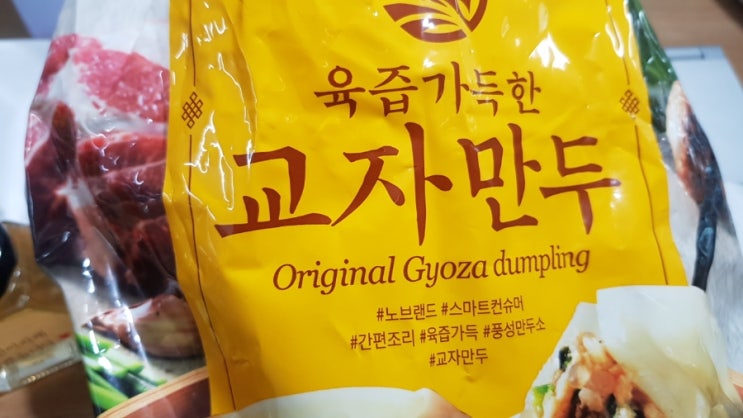 육즙가득한
교자만두
Original Gyoza dumpling
#노브랜드 #스마트컨슈머
#간편조리 #육즙가득 #풍성만두소
#교자만두